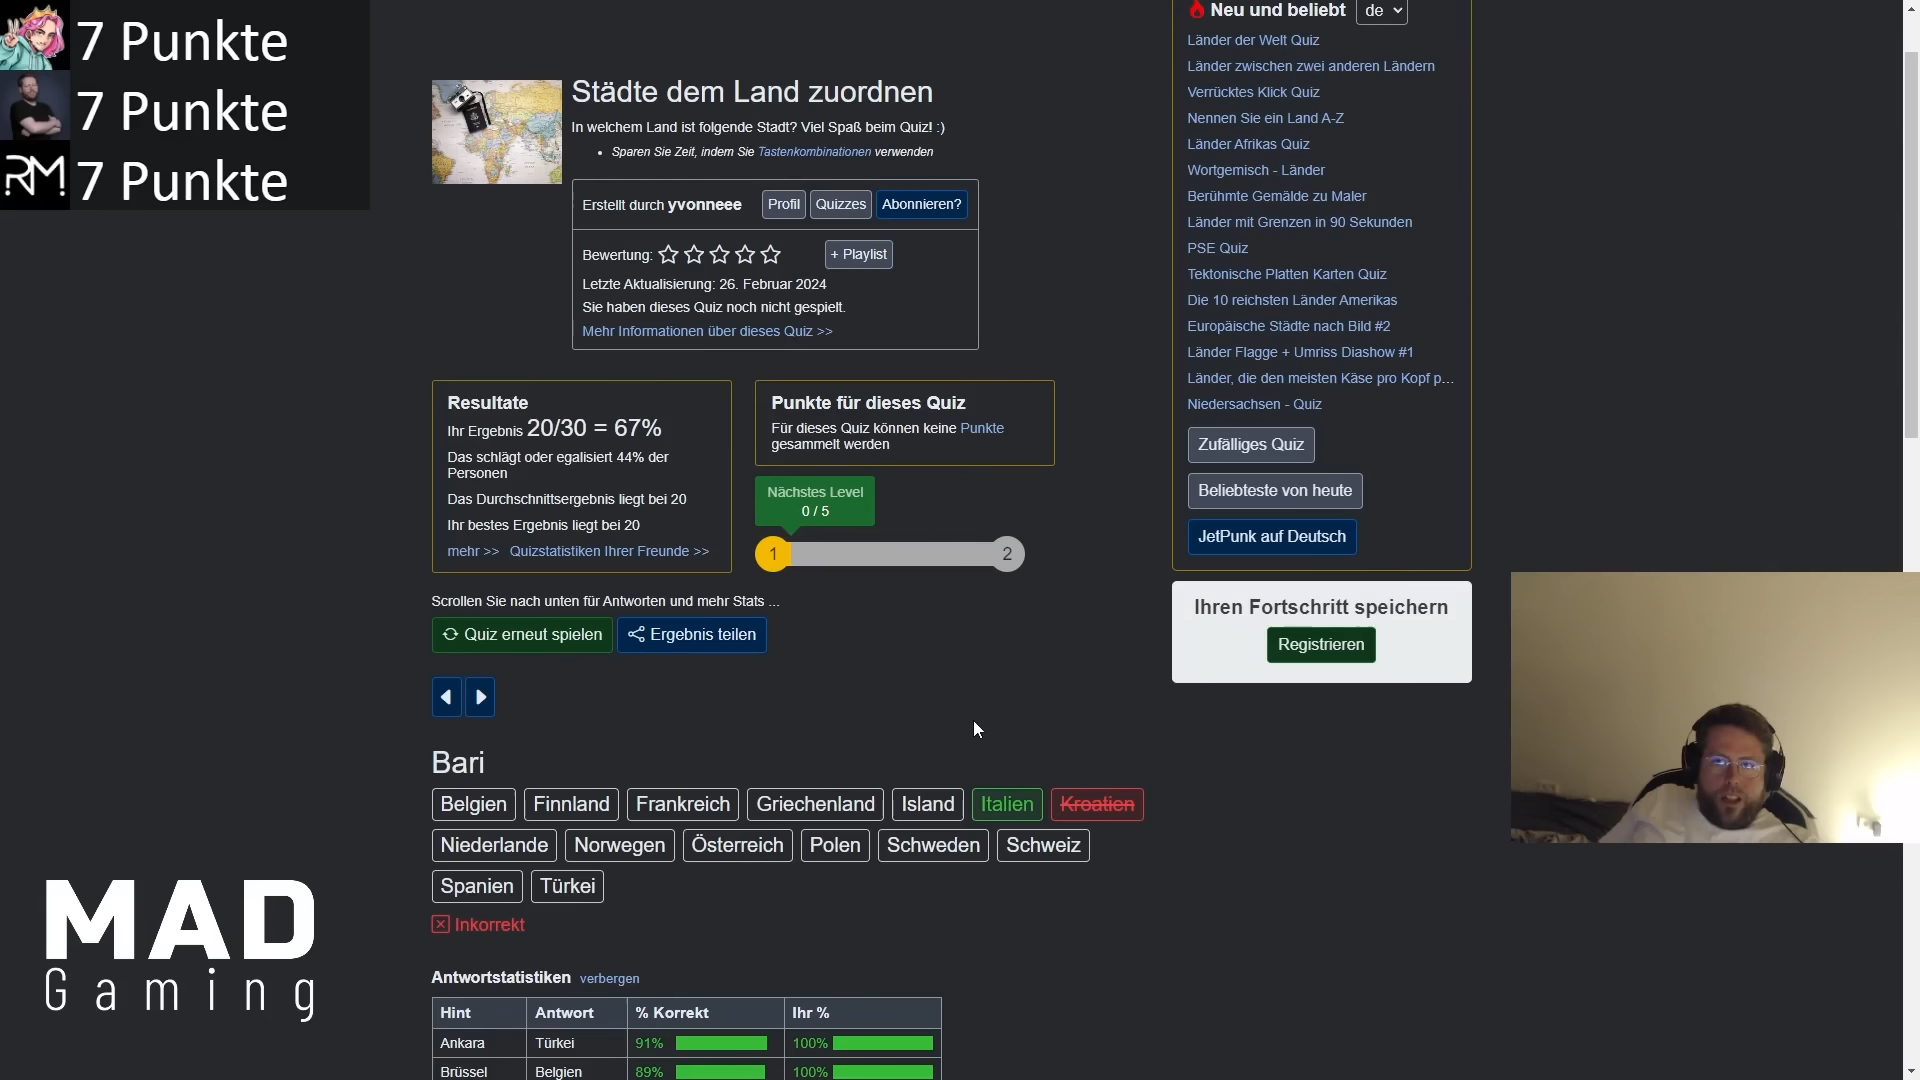 7 Punkte
7 Punkte
RM
7 Punkte
Städte dem Land zuordnen
In welchem Land ist folgende Stadt? Viel Spaß beim Quiz! :)
• Sparen Sie Zeit, indem Sie Tastenkombinationen verwenden
Erstellt durch yvonneee Profil Quizzes Abonnieren?
Bewertung: + Playlist
Letzte Aktualisierung: 26. Februar 2024
Sie haben dieses Quiz noch nicht gespielt.
Mehr Informationen über dieses Quiz >>
Resultate
Ihr Ergebnis 20/30 = 67%
Das schlägt oder egalisiert 44% der
Personen
Das Durchschnittsergebnis liegt bei 20
Ihr bestes Ergebnis liegt bei 20
mehr >> Quizstatistiken Ihrer Freunde >>
Punkte für dieses Quiz
Für dieses Quiz können keine Punkte
gesammelt werden
Nächstes Level
0 / 5
1 2
Scrollen Sie nach unten für Antworten und mehr Stats ...
Quiz erneut spielen Ergebnis teilen
Bari
Belgien Finnland Frankreich Griechenland Island Italien Kroatien
Niederlande Norwegen Österreich Polen Schweden Schweiz
Spanien Türkei
Inkorrekt
Antwortstatistiken verbergen
Hint Antwort % Korrekt Ihr %
Ankara Türkei 91% 100%
Brüssel Belgien 89% 100%
Neu und beliebt de
Länder der Welt Quiz
Länder zwischen zwei anderen Ländern
Verrücktes Klick Quiz
Nennen Sie ein Land A-Z
Länder Afrikas Quiz
Wortgemisch - Länder
Berühmte Gemälde zu Maler
Länder mit Grenzen in 90 Sekunden
PSE Quiz
Tektonische Platten Karten Quiz
Die 10 reichsten Länder Amerikas
Europäische Städte nach Bild #2
Länder Flagge + Umriss Diashow #1
Länder, die den meisten Käse pro Kopf p...
Niedersachsen - Quiz
Zufälliges Quiz
Beliebteste von heute
JetPunk auf Deutsch
Ihren Fortschritt speichern
Registrieren
MAD
Gaming